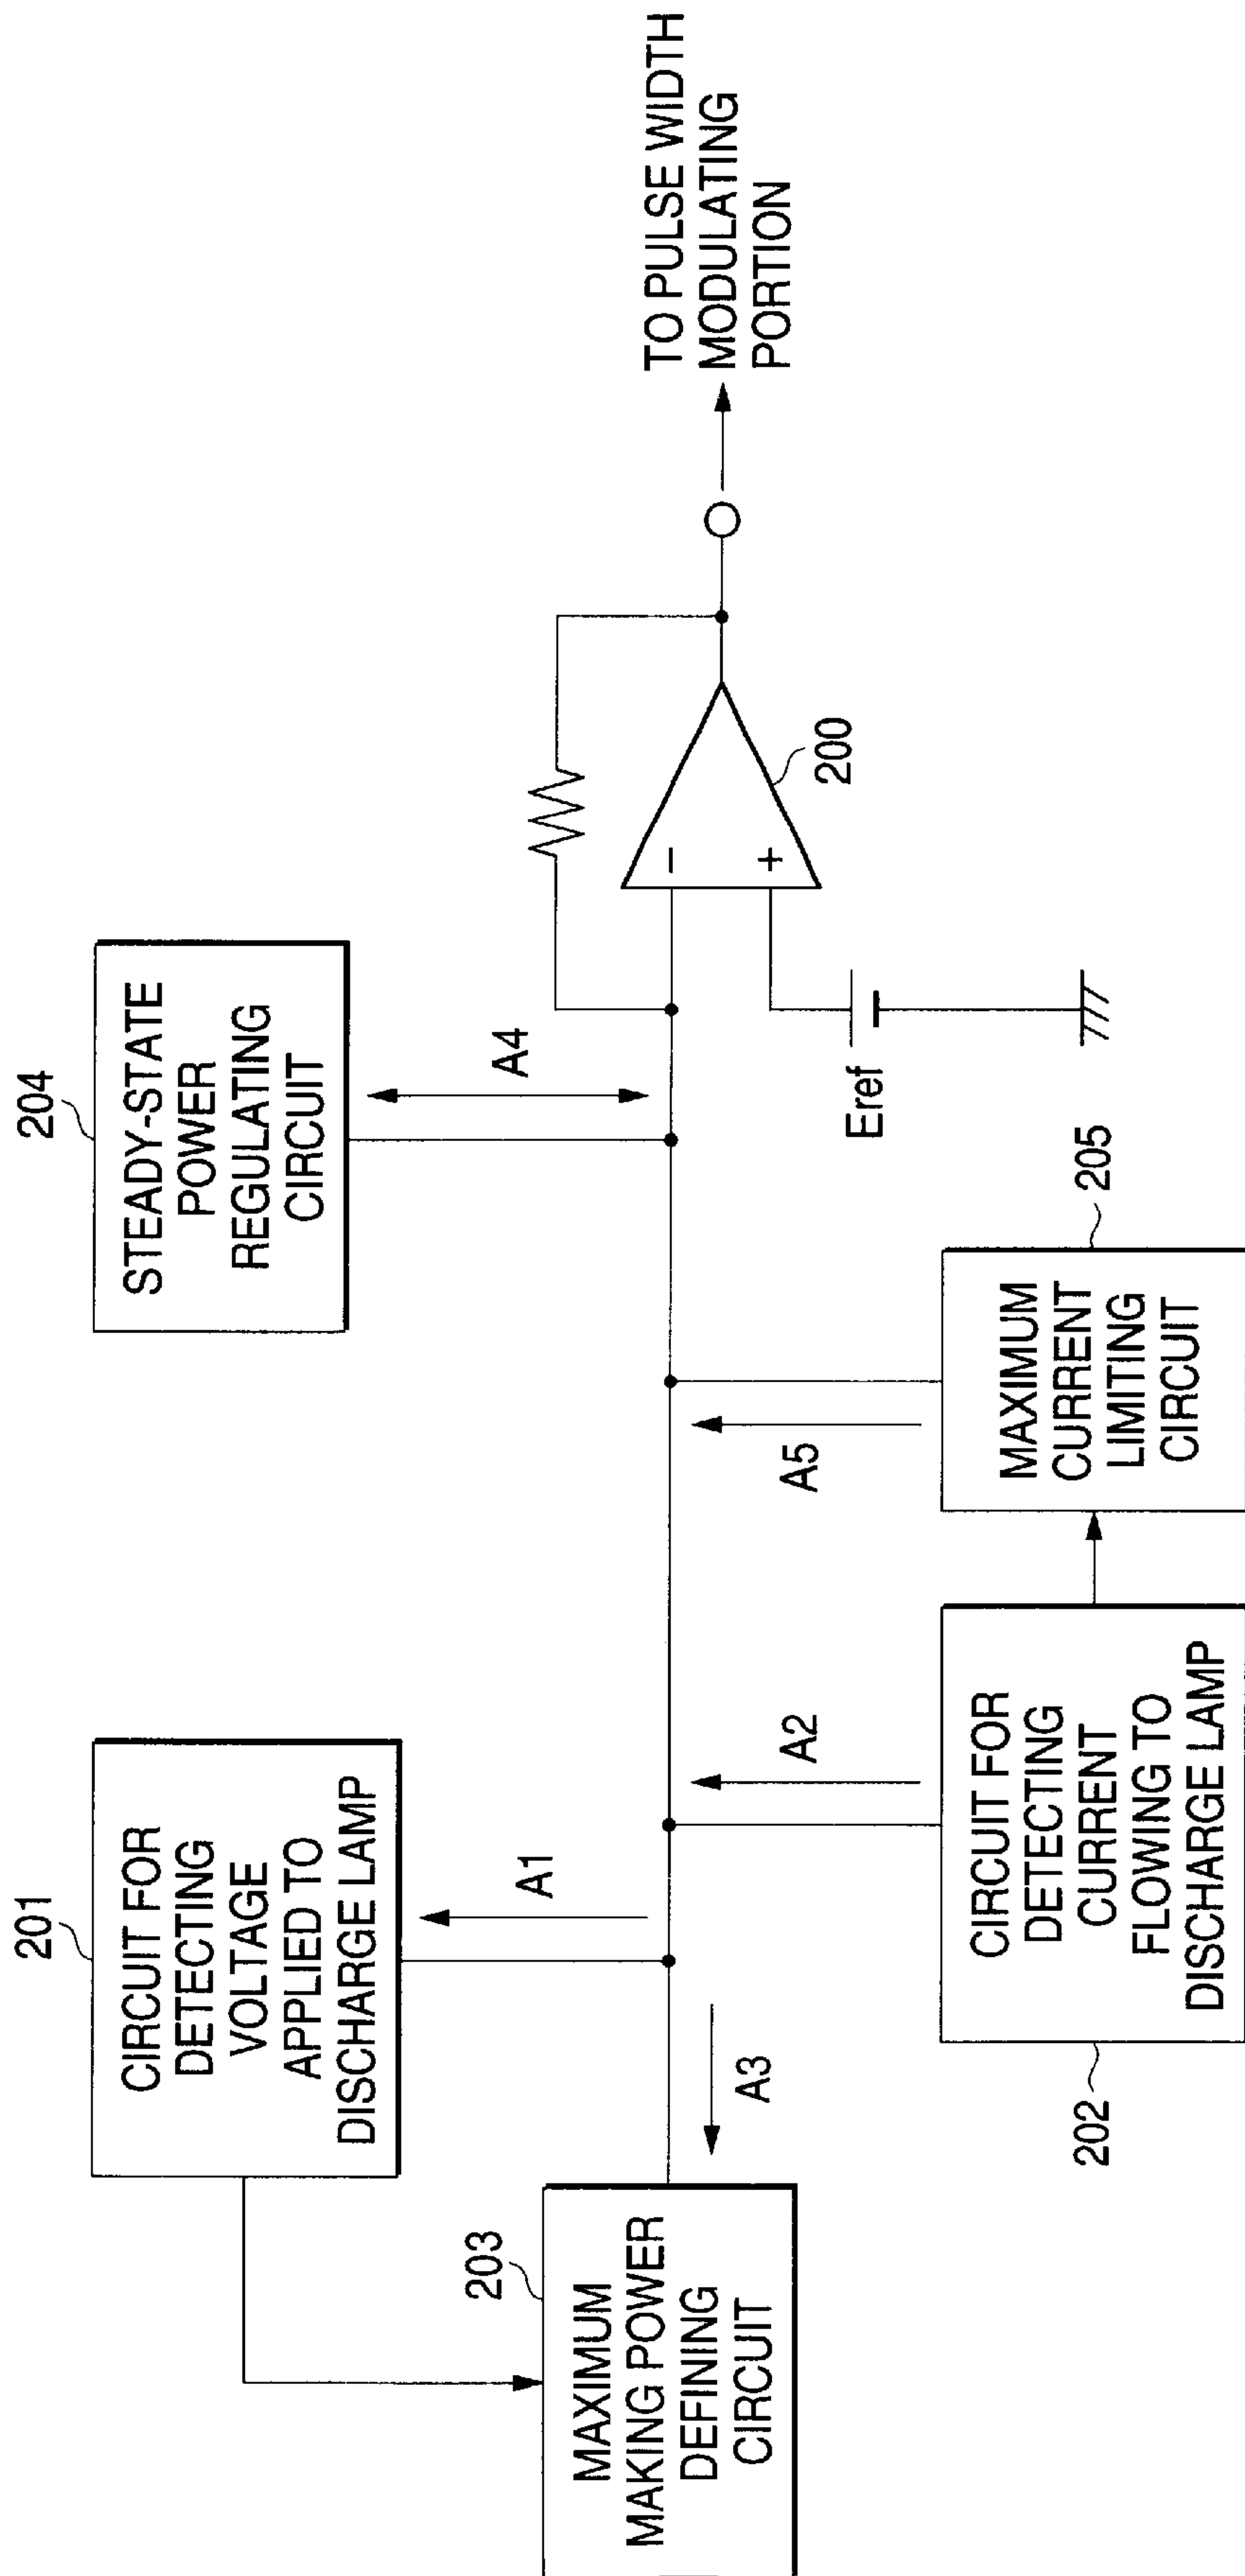 201
CIRCUIT FOR
DETECTING
VOLTAGE
APPLIED TO
DISCHARGE LAMP
204
STEADY-STATE
POWER
REGULATING
CIRCUIT
A1
A4
203
MAXIMUM
MAKING POWER
DEFINING
CIRCUIT
A3
A2
A5
−
+
200
Eref
TO PULSE WIDTH
MODULATING
PORTION
202
CIRCUIT FOR
DETECTING
CURRENT
FLOWING TO
DISCHARGE LAMP
205
MAXIMUM
CURRENT
LIMITING
CIRCUIT